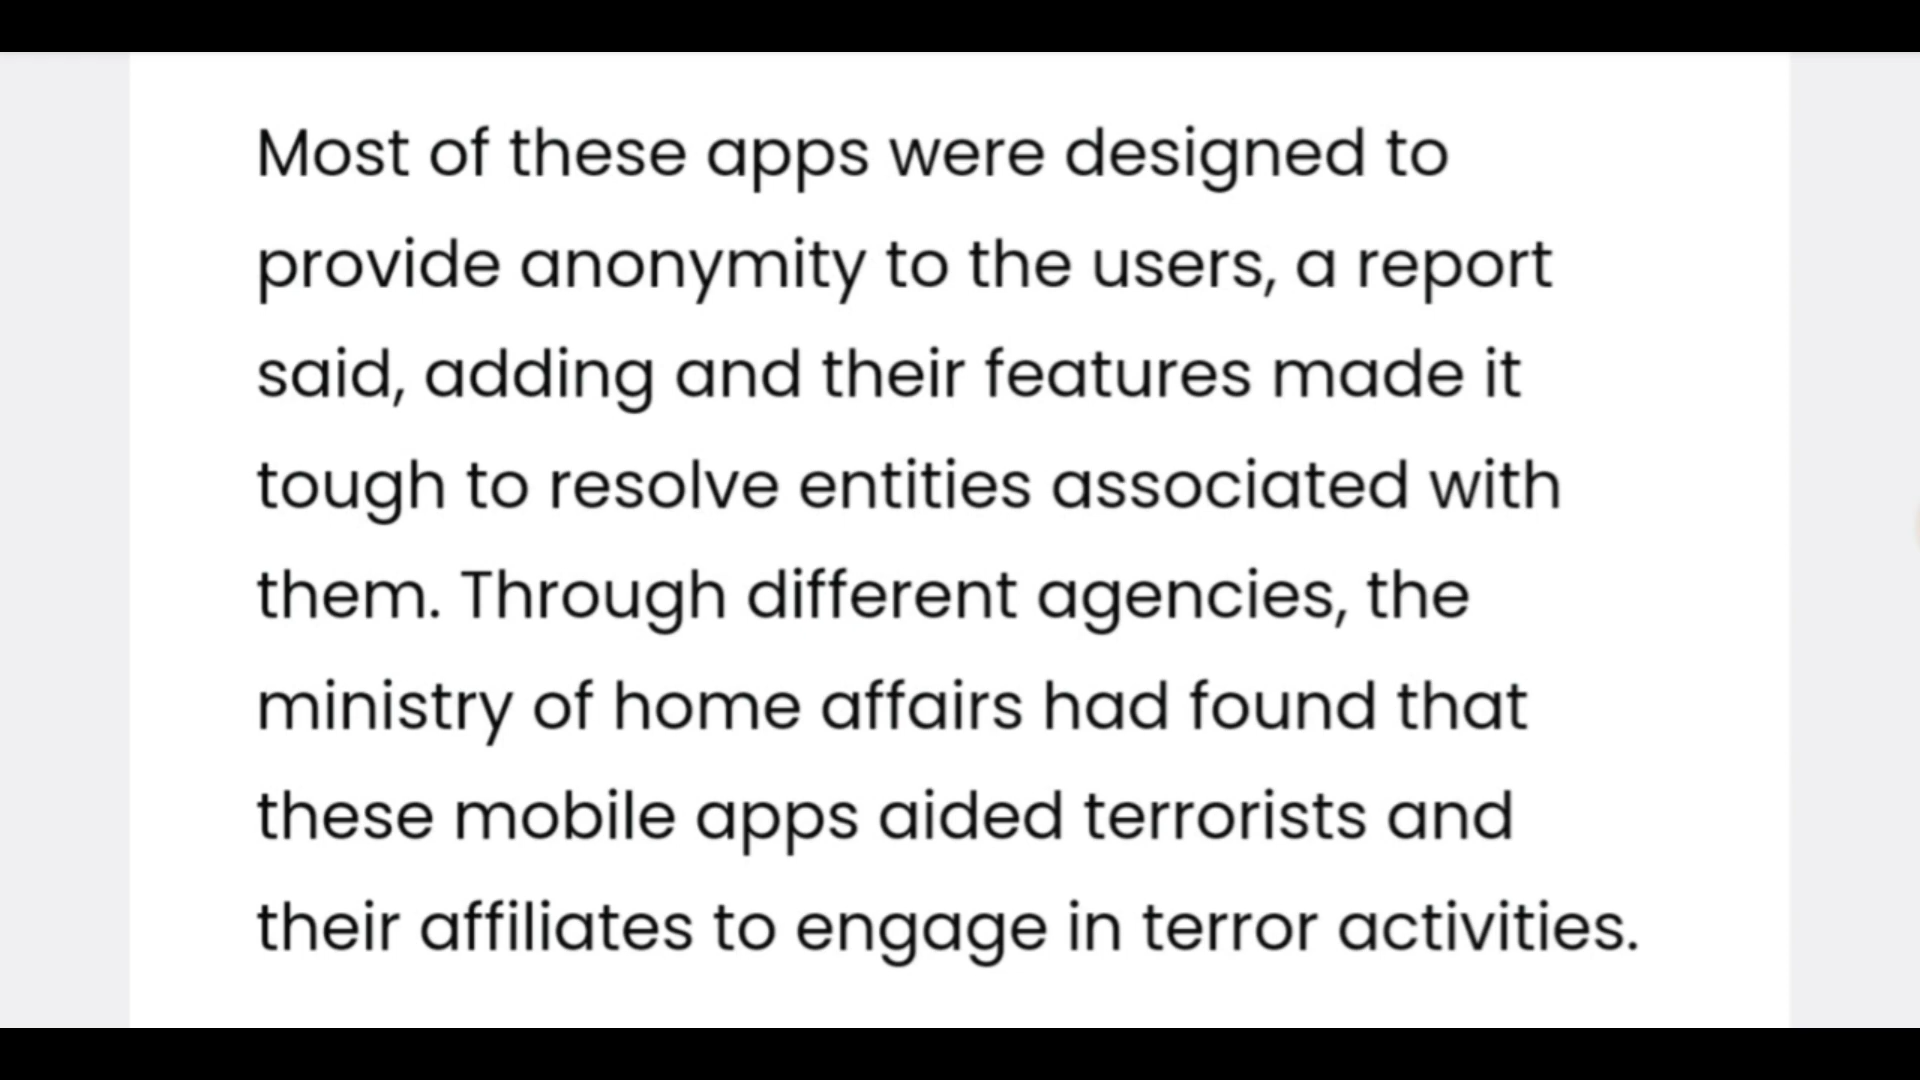 Most of these apps were designed to
provide anonymity to the users, a report
said, adding and their features made it
tough to resolve entities associated with
them. Through different agencies, the
ministry of home affairs had found that
these mobile apps aided terrorists and
their affiliates to engage in terror activities.